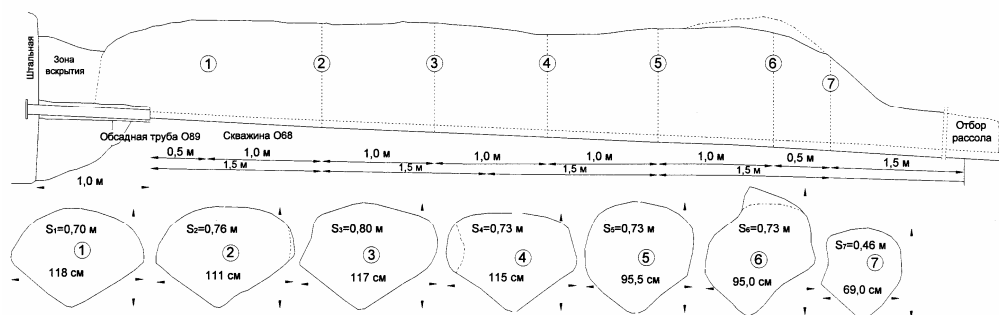 Штальная
Зона
вскрытия
1
2
3
4
5
6
7
Обсадная труба О89
Скважина О68
Отбор
рассола
0,5 м
1,0 м
1,0 м
1,0 м
1,0 м
1,0 м
0,5 м
1,5 м
1,5 м
1,5 м
1,5 м
1,5 м
1,5 м
1,0 м
S1=0,70 м
1
118 см
S2=0,76 м
2
111 см
S3=0,80 м
3
117 см
S4=0,73 м
4
115 см
S5=0,73 м
5
95,5 см
S6=0,73 м
6
95,0 см
S7=0,46 м
7
69,0 см